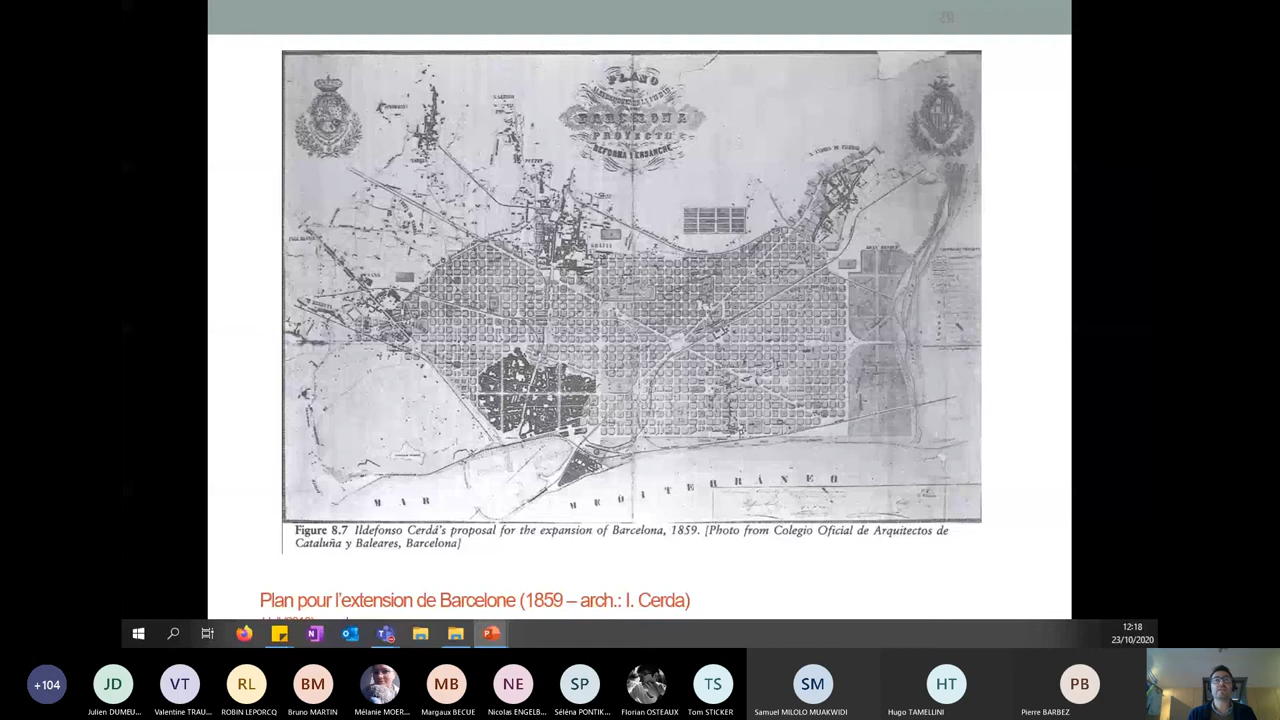 PLANO
BARCELONA
PROYECTO
REFORMA Y ENSANCHE
MAR MEDITERRÁNEO
Figure 8.7 Ildefonso Cerdá's proposal for the expansion of Barcelona, 1859. [Photo from Colegio Oficial de Arquitectos de
Cataluña y Baleares, Barcelona]
Plan pour l'extension de Barcelone (1859 – arch.: I. Cerda)
12:18
23/10/2020
+104
JD
VT
RL
BM
MB
NE
SP
TS
SM
HT
PB
Julien DUMEU...
Valentine TRAU...
ROBIN LEPORCQ
Bruno MARTIN
Mélanie MOER...
Margaux BECUE
Nicolas ENGELB...
Séléna PONTIK...
Florian OSTEAUX
Tom STICKER
Samuel MILOLO MUAKWIDI
Hugo TAMELLINI
Pierre BARBEZ